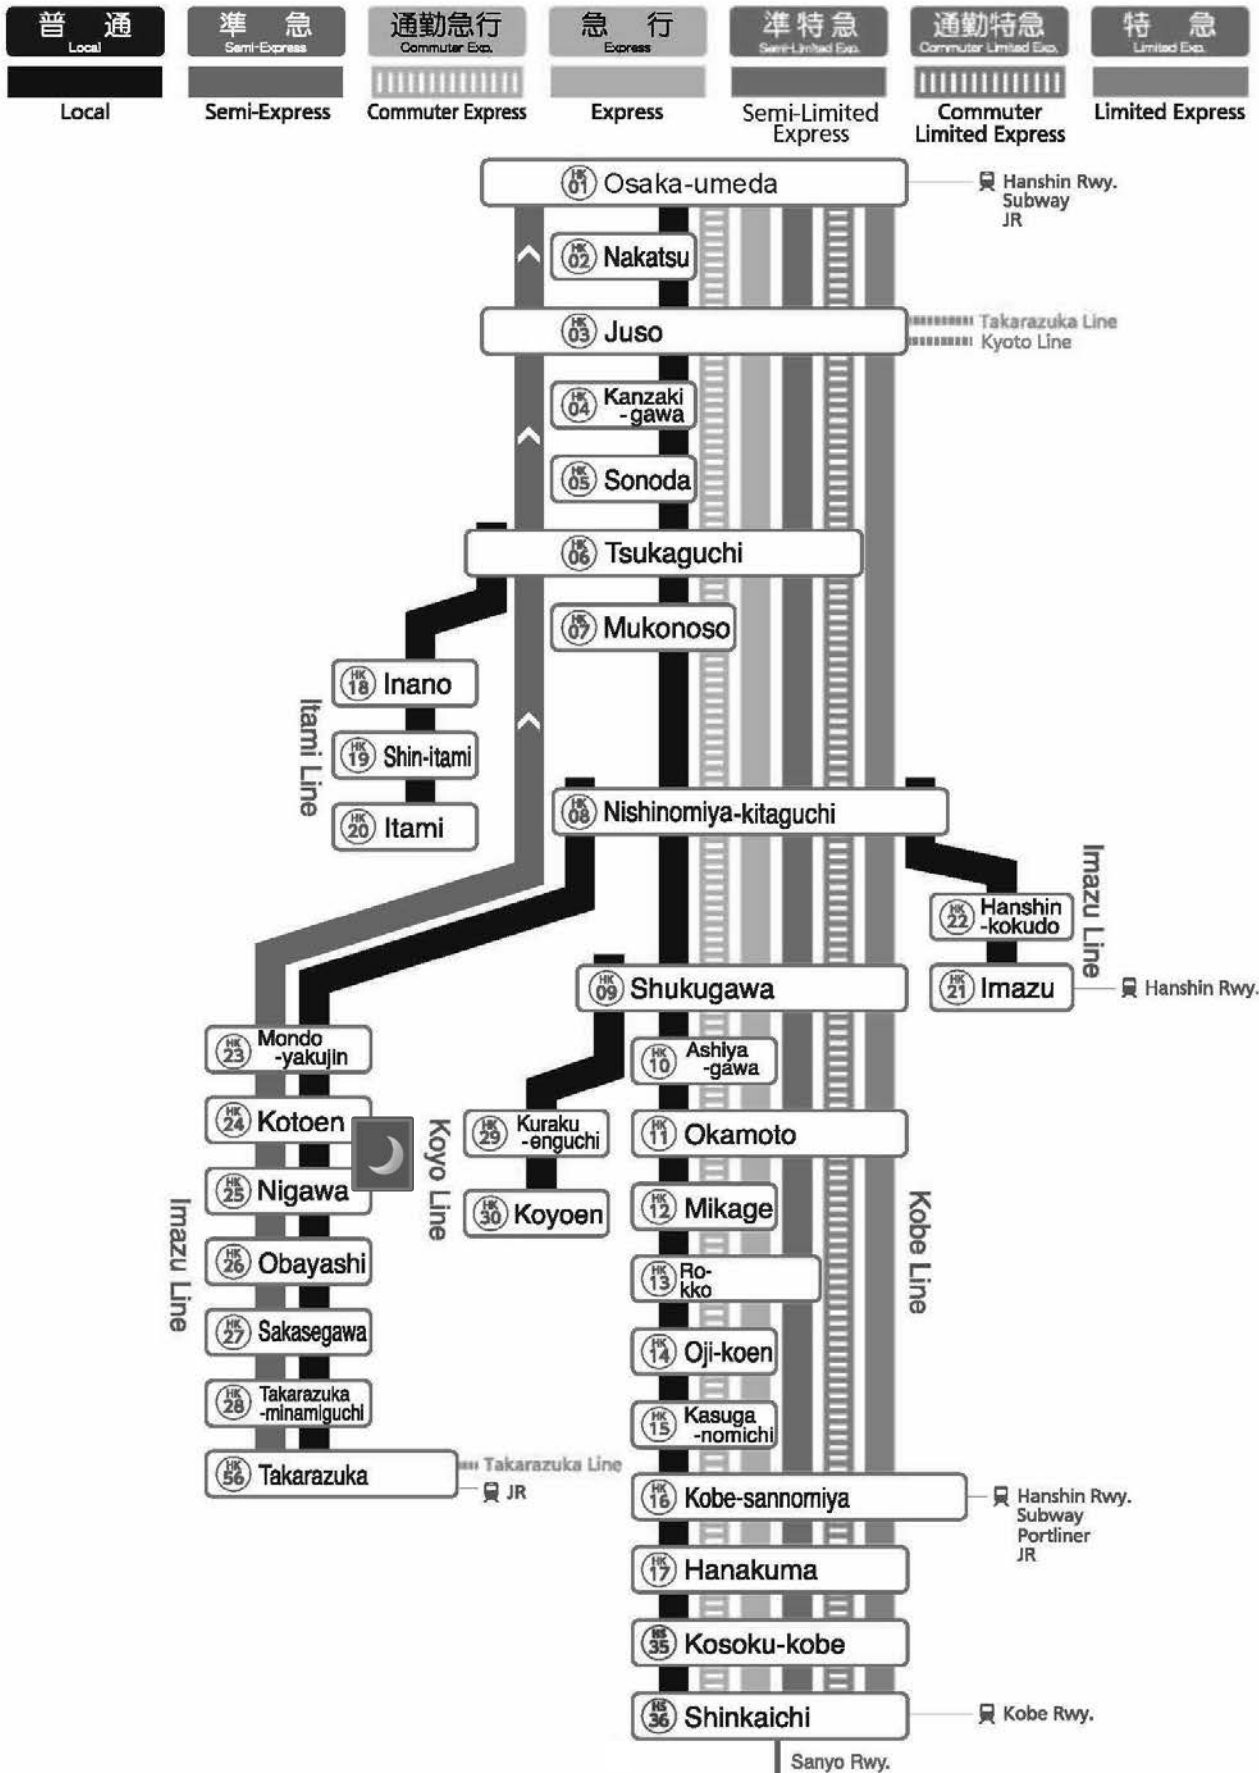 普通
Local
準急
Semi-Express
通勤急行
Commuter Exp.
急行
Express
準特急
Semi-Limited Exp.
通勤特急
Commuter Limited Exp.
特急
Limited Exp.
Local
Semi-Express
Commuter Express
Express
Semi-Limited
Express
Commuter
Limited Express
Limited Express
HK
01
Osaka-umeda
Hanshin Rwy.
Subway
JR
HK
02
Nakatsu
HK
03
Juso
Takarazuka Line
Kyoto Line
HK
04
Kanzaki
-gawa
HK
05
Sonoda
HK
06
Tsukaguchi
HK
07
Mukonoso
HK
18
Inano
HK
19
Shin-itami
HK
20
Itami
Itami Line
HK
08
Nishinomiya-kitaguchi
HK
22
Hanshin
-kokudo
HK
21
Imazu
Hanshin Rwy.
Imazu Line
HK
09
Shukugawa
HK
23
Mondo
-yakujin
HK
10
Ashiya
-gawa
HK
24
Kotoen
HK
29
Kuraku
-enguchi
HK
11
Okamoto
HK
25
Nigawa
Koyo Line
HK
30
Koyoen
HK
12
Mikage
Kobe Line
Imazu Line
HK
26
Obayashi
HK
13
Ro-
kko
HK
27
Sakasegawa
HK
14
Oji-koen
HK
28
Takarazuka
-minamiguchi
HK
15
Kasuga
-nomichi
HK
56
Takarazuka
Takarazuka Line
JR
HK
16
Kobe-sannomiya
Hanshin Rwy.
Subway
Portliner
JR
HK
17
Hanakuma
HS
35
Kosoku-kobe
HS
36
Shinkaichi
Kobe Rwy.
Sanyo Rwy.